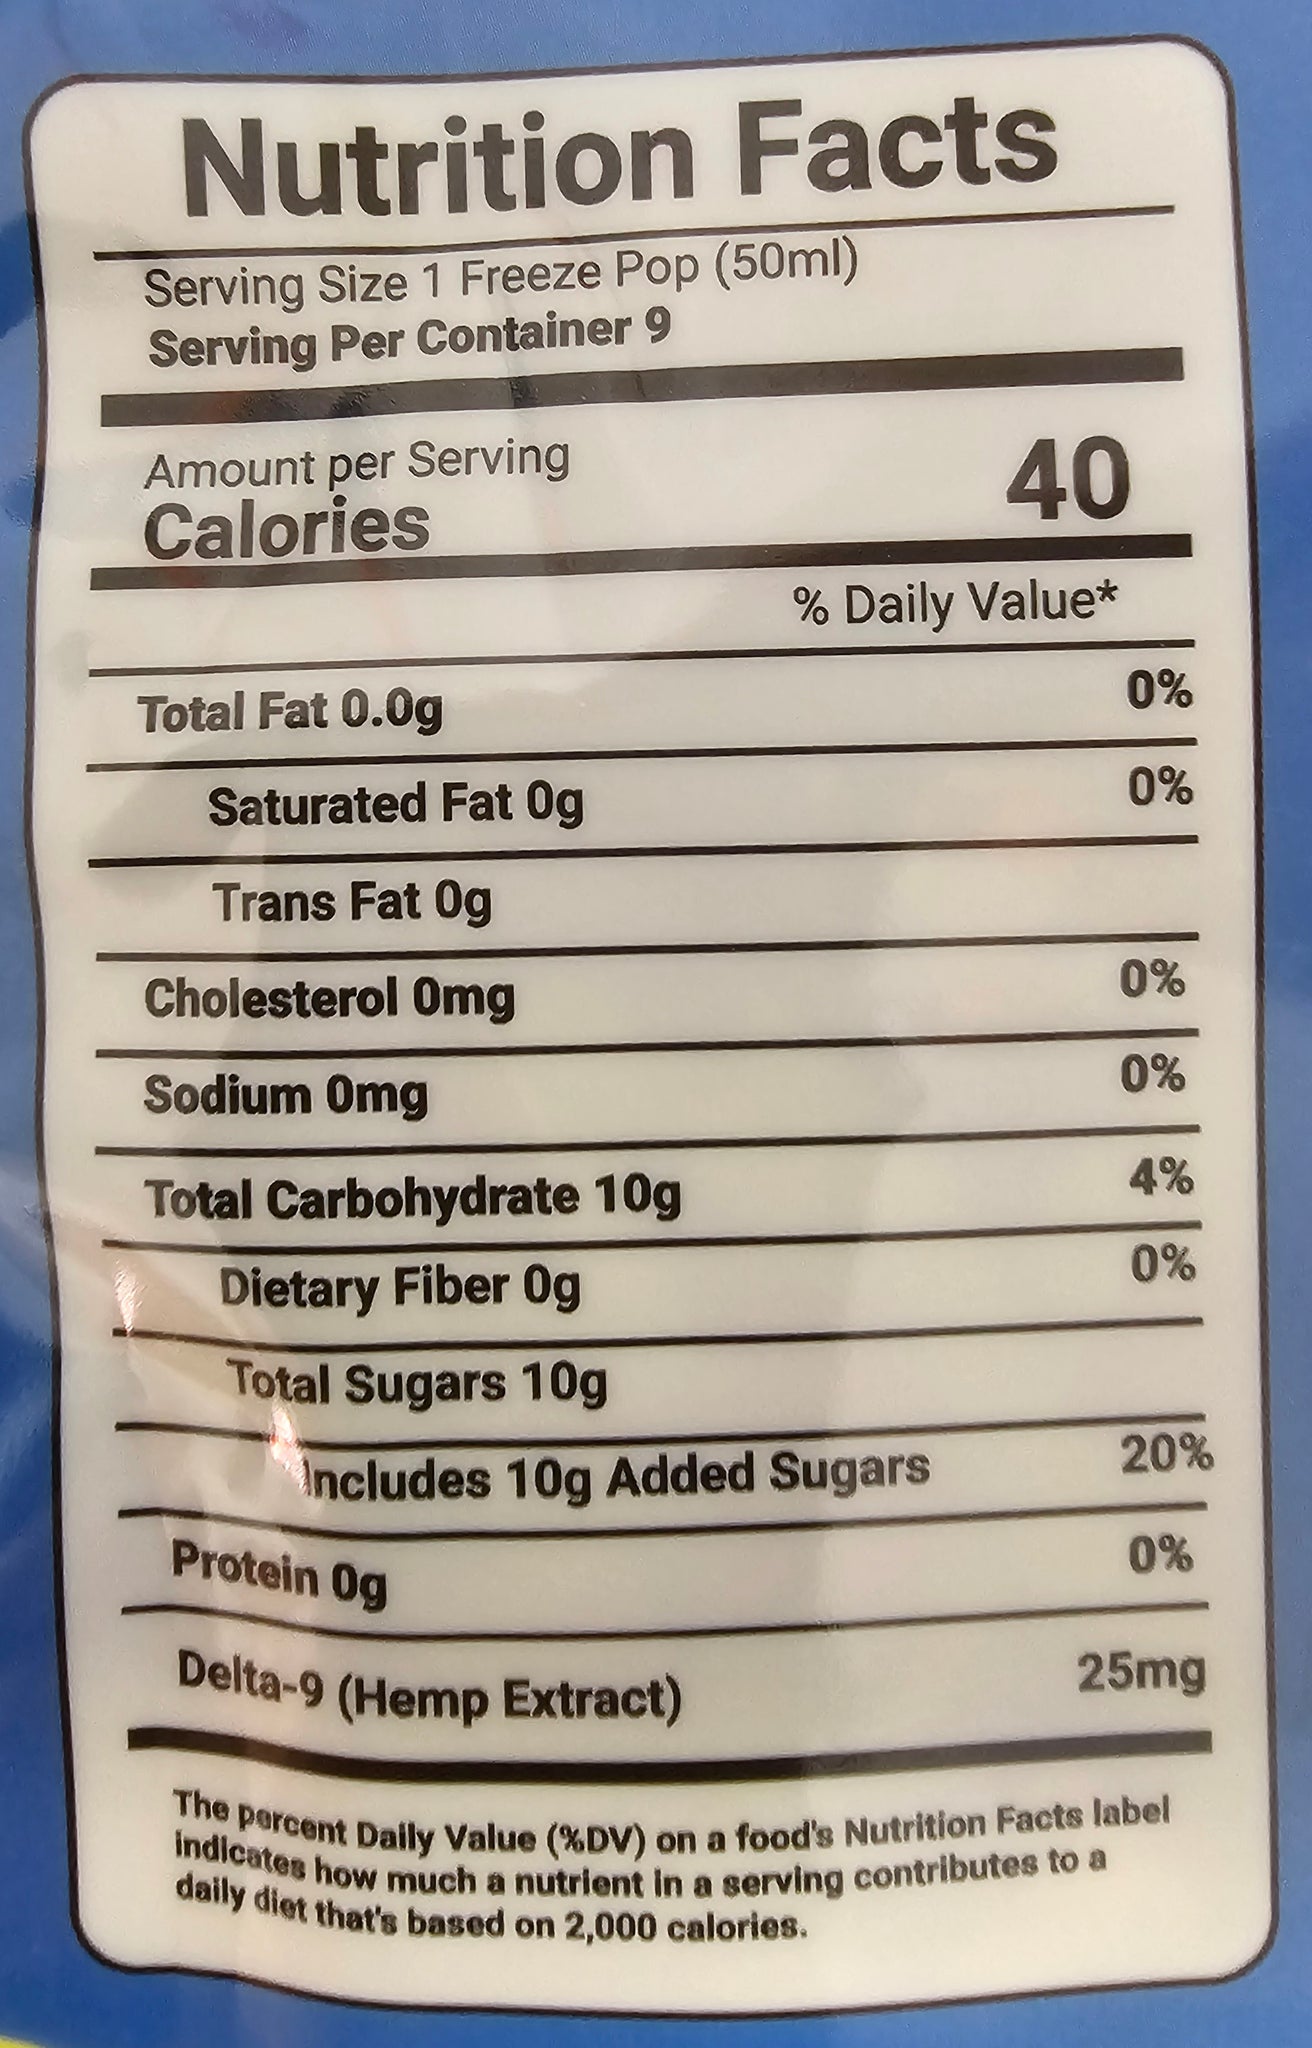 Nutrition Facts
Serving Size 1 Freeze Pop (50ml)
Serving Per Container 9
Amount per Serving
Calories 40
% Daily Value*
Total Fat 0.0g 0%
Saturated Fat 0g 0%
Trans Fat 0g
Cholesterol 0mg 0%
Sodium 0mg 0%
Total Carbohydrate 10g 4%
Dietary Fiber 0g 0%
Total Sugars 10g
Includes 10g Added Sugars 20%
Protein 0g 0%
Delta-9 (Hemp Extract) 25mg
The percent Daily Value (%DV) on a food's Nutrition Facts label
indicates how much a nutrient in a serving contributes to a
daily diet that's based on 2,000 calories.